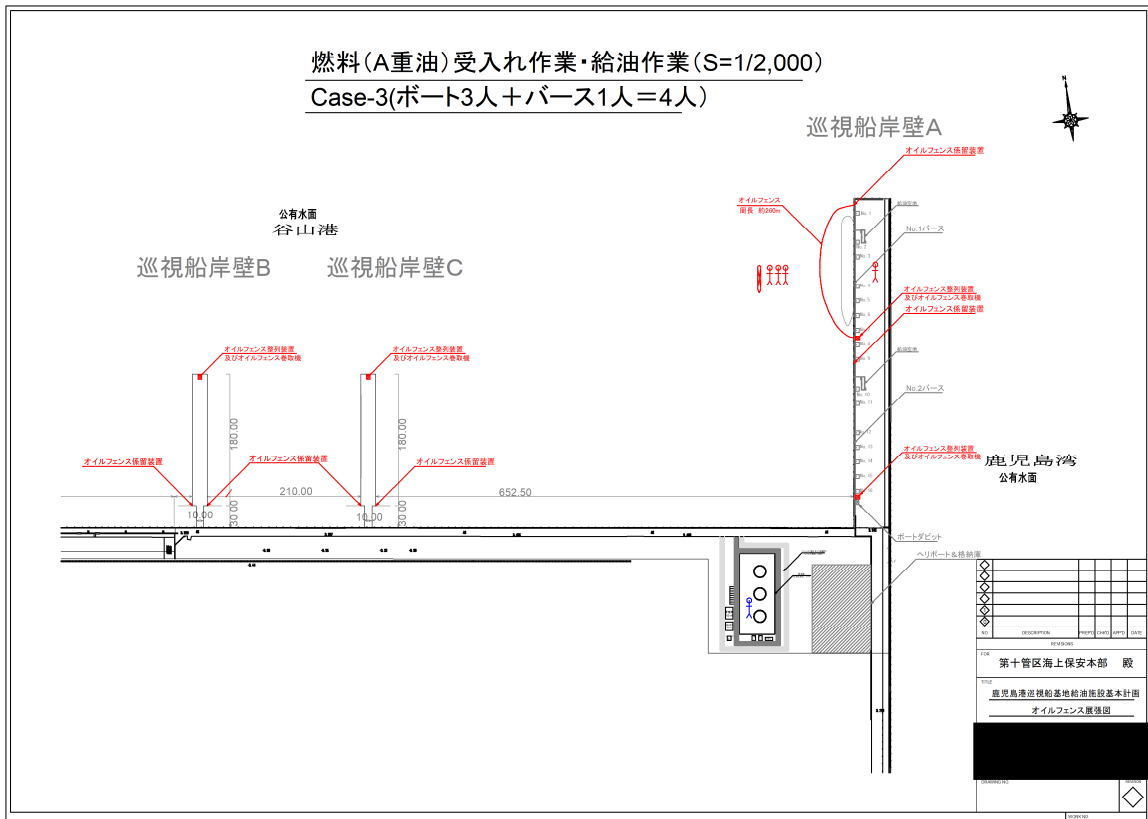 燃料(A重油)受入れ作業・給油作業(S=1/2,000)
Case-3(ボート3人+バース1人=4人)
N
巡視船岸壁A
オイルフェンス係留装置
オイルフェンス
展長 約260m
公有水面
谷山港
巡視船岸壁B
巡視船岸壁C
No.1バース
オイルフェンス整列装置
及びオイルフェンス巻取機
オイルフェンス係留装置
オイルフェンス整列装置
及びオイルフェンス巻取機
オイルフェンス整列装置
及びオイルフェンス巻取機
No.2バース
180.00
180.00
オイルフェンス係留装置
オイルフェンス係留装置
オイルフェンス係留装置
オイルフェンス整列装置
及びオイルフェンス巻取機
鹿児島湾
公有水面
210.00
652.50
10.00
30.00
10.00
30.00
ボートダビット
ヘリポート&格納庫
NO
DESCRIPTION
PREP'D
CHK'D
APP'D
DATE
REVISIONS
FOR
第十管区海上保安本部 殿
TITLE
鹿児島港巡視船基地給油施設基本計画
オイルフェンス展張図
DRAWING NO.
REVISION
WORK NO.